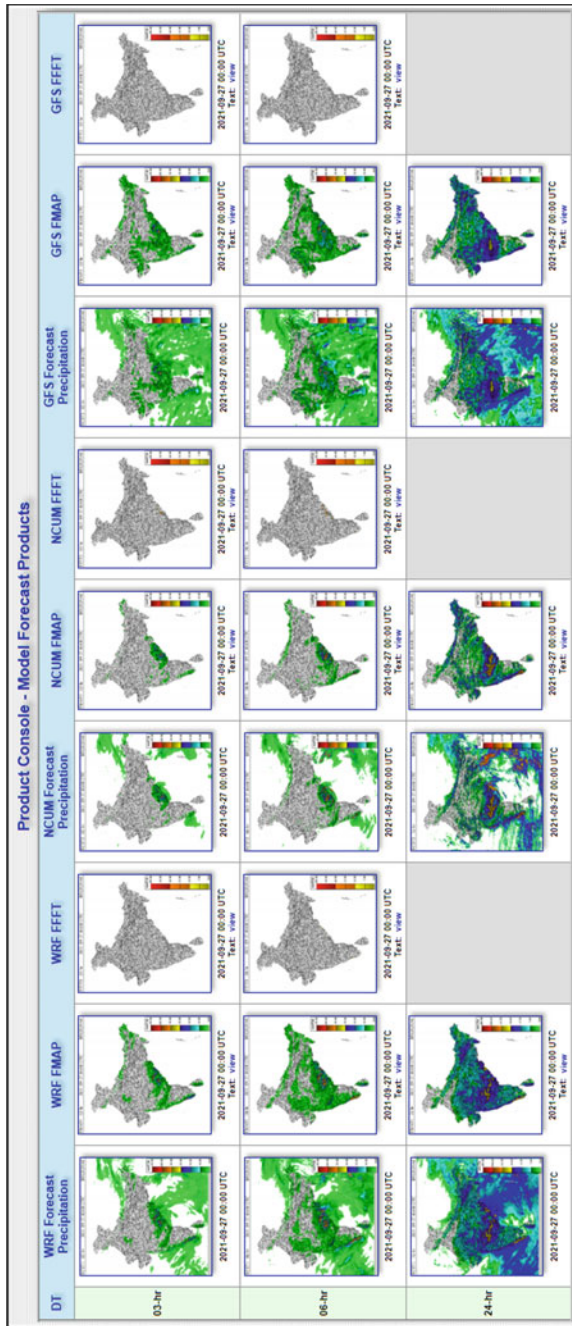 Product Console - Model Forecast Products
DT
WRF Forecast
Precipitation
WRF FMAP
WRF FFFT
NCUM Forecast
Precipitation
NCUM FMAP
NCUM FFFT
GFS Forecast
Precipitation
GFS FMAP
GFS FFFT
03-hr
2021-09-27 00:00 UTC
2021-09-27 00:00 UTC
Text: view
2021-09-27 00:00 UTC
Text: view
2021-09-27 00:00 UTC
2021-09-27 00:00 UTC
Text: view
2021-09-27 00:00 UTC
Text: view
2021-09-27 00:00 UTC
2021-09-27 00:00 UTC
Text: view
2021-09-27 00:00 UTC
Text: view
06-hr
2021-09-27 00:00 UTC
2021-09-27 00:00 UTC
Text: view
2021-09-27 00:00 UTC
Text: view
2021-09-27 00:00 UTC
2021-09-27 00:00 UTC
Text: view
2021-09-27 00:00 UTC
Text: view
2021-09-27 00:00 UTC
2021-09-27 00:00 UTC
Text: view
2021-09-27 00:00 UTC
Text: view
24-hr
2021-09-27 00:00 UTC
2021-09-27 00:00 UTC
Text: view
2021-09-27 00:00 UTC
2021-09-27 00:00 UTC
Text: view
2021-09-27 00:00 UTC
2021-09-27 00:00 UTC
Text: view